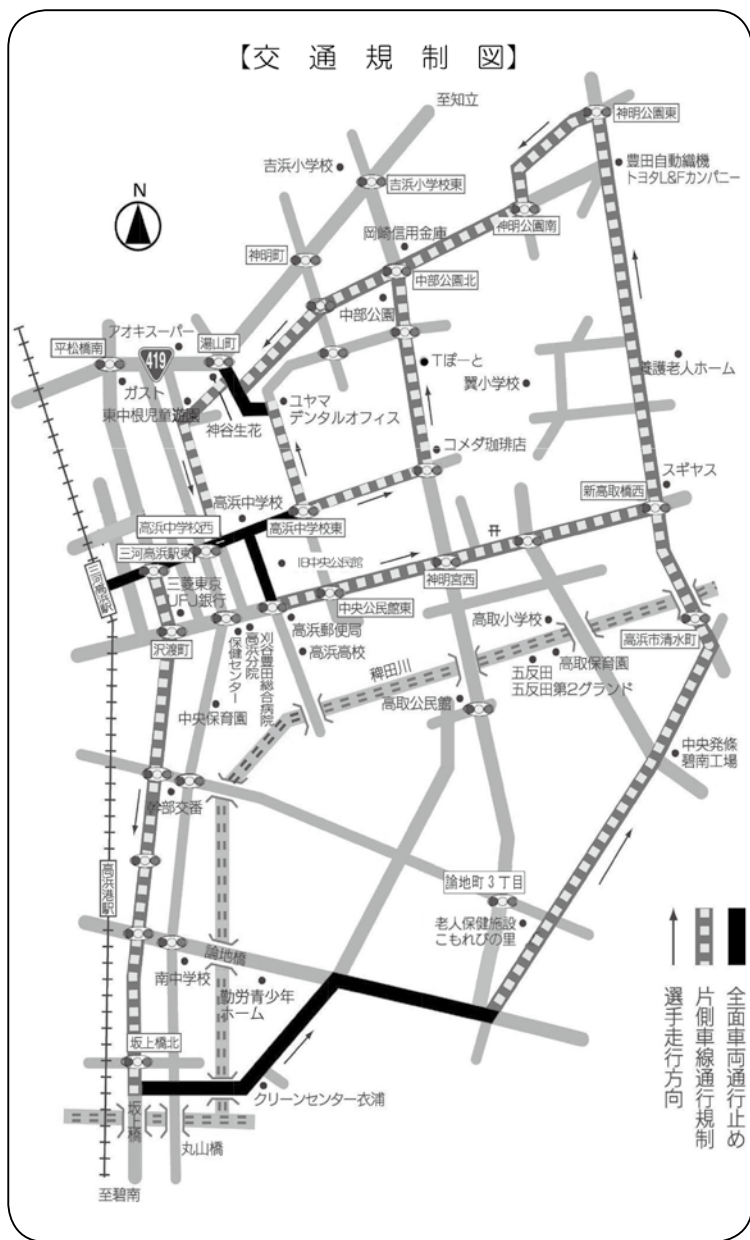 【交通規制図】
至知立
神明公園東
吉浜小学校
豊田自動織機
トヨタL&Fカンパニー
吉浜小学校東
N
神明公園南
岡崎信用金庫
神明町
中部公園北
中部公園
アオキスーパー
湯山町
平松橋南
419
Tぽーと
養護老人ホーム
翼小学校
ガスト
ユヤマ
デンタルオフィス
東中根児童遊園
神谷生花
コメダ珈琲店
スギヤス
高浜中学校
新高取橋西
高浜中学校西
高浜中学校東
三河高浜駅東
旧中央公民館
三河高浜駅
三菱東京
UFJ銀行
神明宮西
中央公民館東
高取小学校
高浜郵便局
高浜市清水町
沢渡町
高浜高校
刈谷豊田総合病院
高浜分院
保健センター
稗田川
高取保育園
五反田
五反田第2グランド
高取公民館
中央保育園
中央発條
碧南工場
幹部交番
高浜港駅
論地町3丁目
老人保健施設
こもれびの里
論地橋
南中学校
勤労青少年
ホーム
坂上橋北
クリーンセンター衣浦
坂上橋
丸山橋
至碧南
全面車両通行止め
片側車線通行規制
選手走行方向